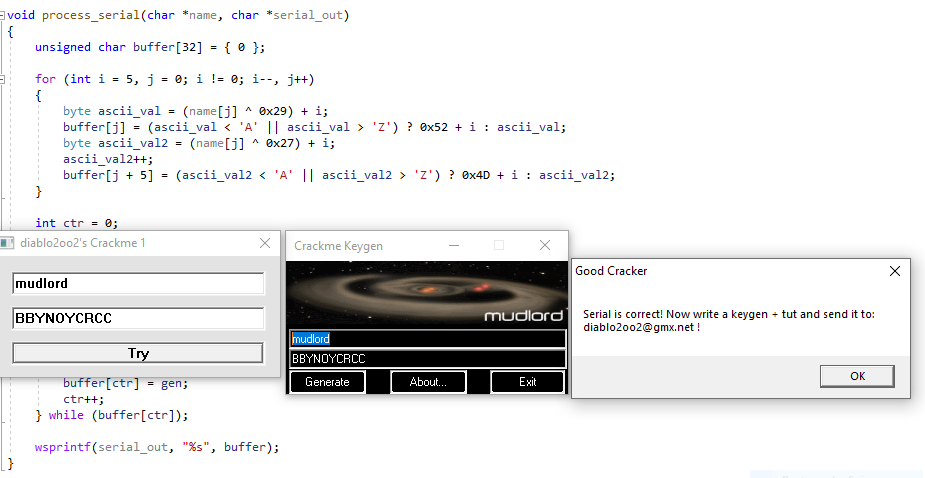 void process_serial(char *name, char *serial_out)
{
unsigned char buffer[32] = { 0 };
for (int i = 5, j = 0; i != 0; i--, j++)
{
byte ascii_val = (name[j] ^ 0x29) + i;
buffer[j] = (ascii_val < 'A' || ascii_val > 'Z') ? 0x52 + i : ascii_val;
byte ascii_val2 = (name[j] ^ 0x27) + i;
ascii_val2++;
buffer[j + 5] = (ascii_val2 < 'A' || ascii_val2 > 'Z') ? 0x4D + i : ascii_val2;
}
int ctr = 0;
diablo2oo2's Crackme 1
mudlord
BBYNOYCRCC
Try
Crackme Keygen
mudlord
mudlord
BBYNOYCRCC
Generate
About...
Exit
Good Cracker
Serial is correct! Now write a keygen + tut and send it to:
diablo2oo2@gmx.net !
OK
buffer[ctr] = gen;
ctr++;
} while (buffer[ctr]);
wsprintf(serial_out, "%s", buffer);
}